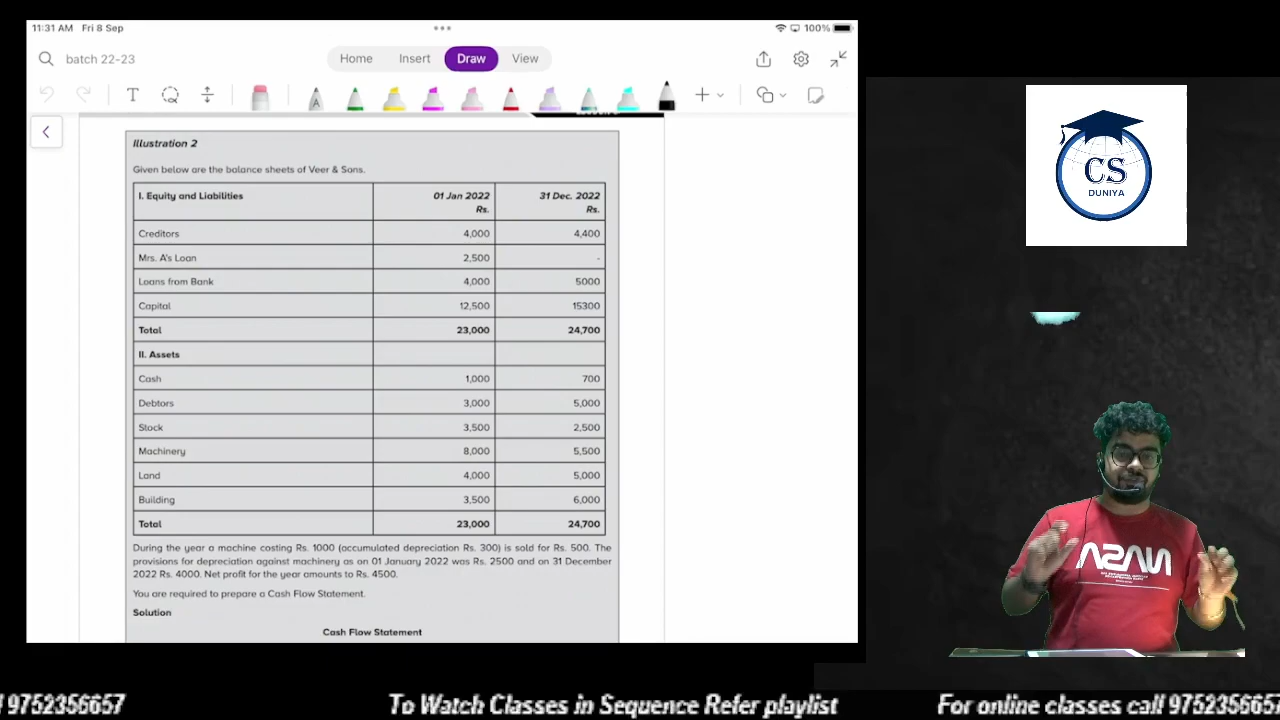 11:31 AM Fri 8 Sep
100%
batch 22-23
Home Insert Draw View
Illustration 2
Given below are the balance sheets of Veer & Sons.
I. Equity and Liabilities 01 Jan 2022 Rs. 31 Dec. 2022 Rs.
Creditors 4,000 4,400
Mrs. A's Loan 2,500 -
Loans from Bank 4,000 5000
Capital 12,500 15300
Total 23,000 24,700
II. Assets
Cash 1,000 700
Debtors 3,000 5,000
Stock 3,500 2,500
Machinery 8,000 5,500
Land 4,000 5,000
Building 3,500 6,000
Total 23,000 24,700
During the year a machine costing Rs. 1000 (accumulated depreciation Rs. 300) is sold for Rs. 500. The
provisions for depreciation against machinery as on 01 January 2022 was Rs. 2500 and on 31 December
2022 Rs. 4000. Net profit for the year amounts to Rs. 4500.
You are required to prepare a Cash Flow Statement.
Solution
Cash Flow Statement
CS
DUNIYA
9752356657 To Watch Classes in Sequence Refer playlist For online classes call 975235665